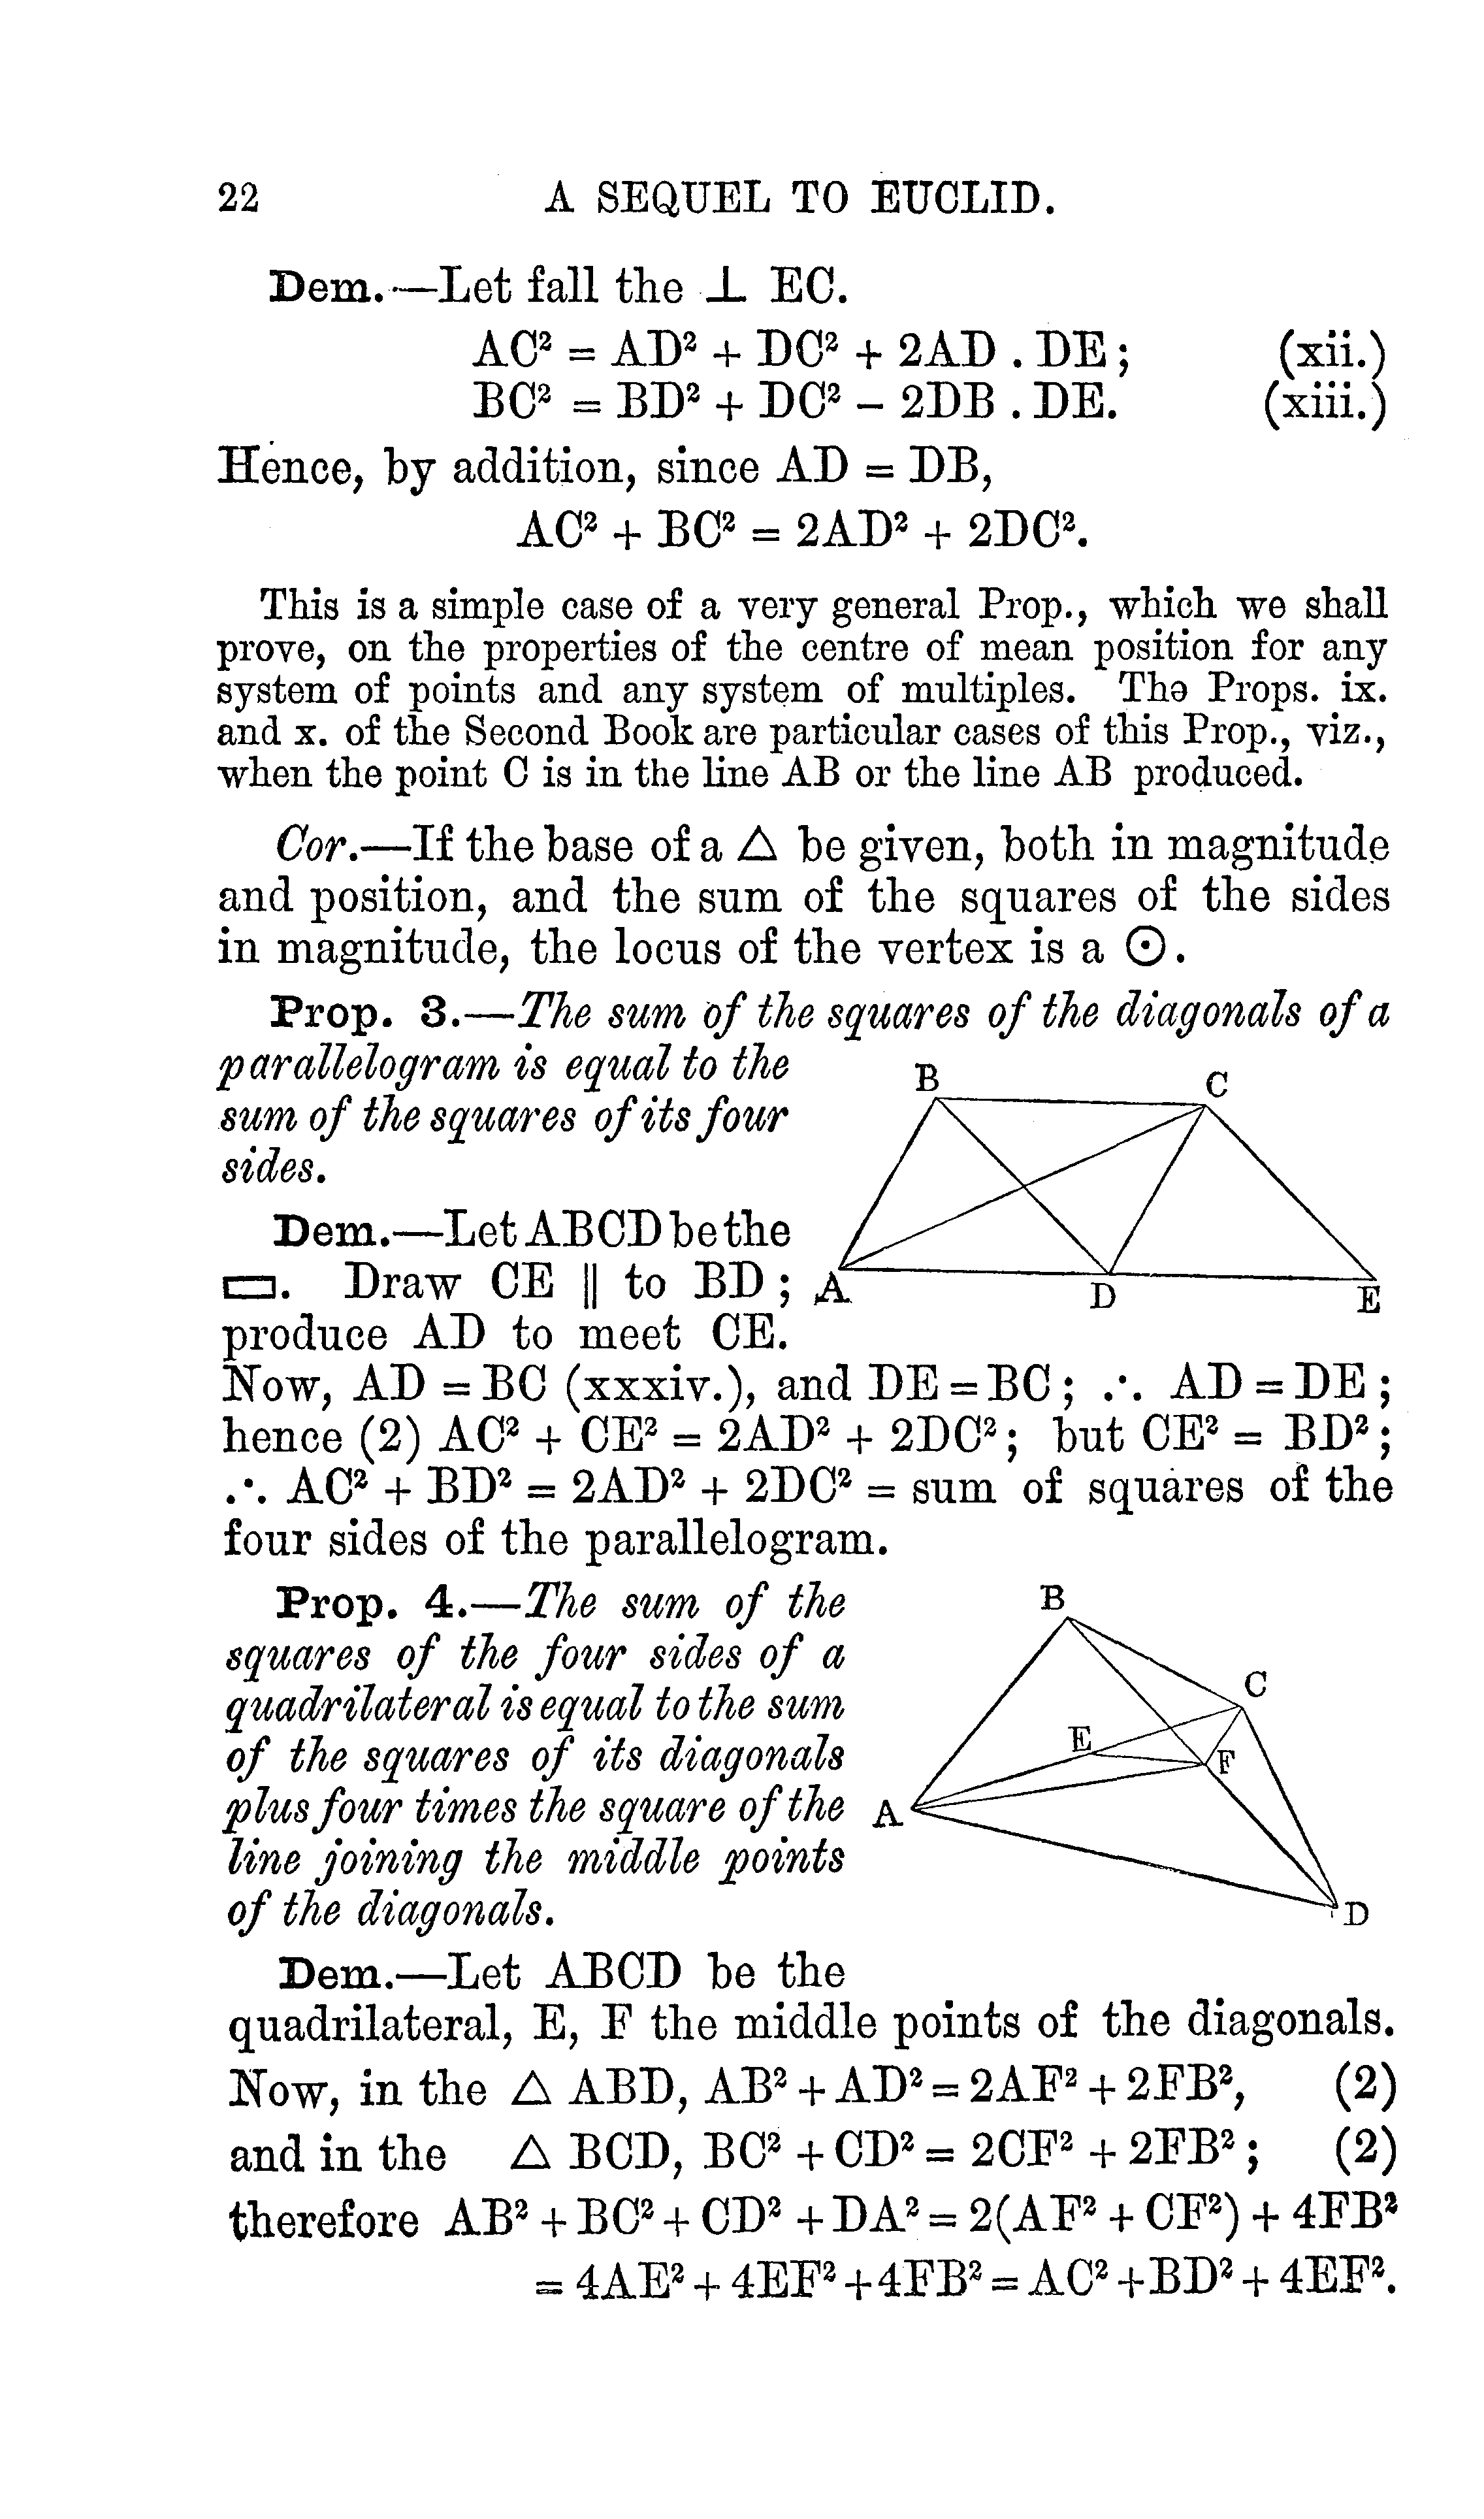 22 A SEQUEL TO EUCLID.
Dem.—Let fall the ⊥ EC.
AC² = AD² + DC² + 2AD . DE; (xii.)
BC² = BD² + DC² − 2DB . DE. (xiii.)
Hence, by addition, since AD = DB,
AC² + BC² = 2AD² + 2DC².
This is a simple case of a very general Prop., which we shall
prove, on the properties of the centre of mean position for any
system of points and any system of multiples. The Props. ix.
and x. of the Second Book are particular cases of this Prop., viz.,
when the point C is in the line AB or the line AB produced.
Cor.—If the base of a △ be given, both in magnitude
and position, and the sum of the squares of the sides
in magnitude, the locus of the vertex is a ⊙.
Prop. 3.—The sum of the squares of the diagonals of a
parallelogram is equal to the
sum of the squares of its four
sides.
B C
Dem.—Let ABCD be the
▭. Draw CE ∥ to BD;
A D E
produce AD to meet CE.
Now, AD = BC (xxxiv.), and DE = BC; ∴ AD = DE;
hence (2) AC² + CE² = 2AD² + 2DC²; but CE² = BD²;
∴ AC² + BD² = 2AD² + 2DC² = sum of squares of the
four sides of the parallelogram.
Prop. 4.—The sum of the
squares of the four sides of a
quadrilateral is equal to the sum
of the squares of its diagonals
plus four times the square of the
line joining the middle points
of the diagonals.
B
C
E
F
A
D
Dem.—Let ABCD be the
quadrilateral, E, F the middle points of the diagonals.
Now, in the △ ABD, AB² + AD² = 2AF² + 2FB², (2)
and in the △ BCD, BC² + CD² = 2CF² + 2FB²; (2)
therefore AB² + BC² + CD² + DA² = 2(AF² + CF²) + 4FB²
= 4AE² + 4EF² + 4FB² = AC² + BD² + 4EF².